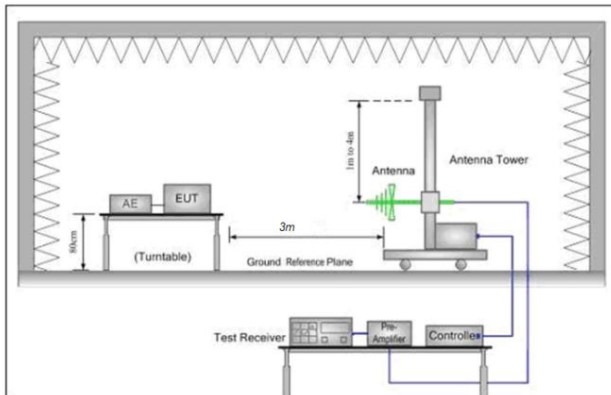 1m to 4m
Antenna
Antenna Tower
AE
EUT
80cm
(Turntable)
3m
Ground Reference Plane
Test Receiver
Pre-
Amplifier
Controller